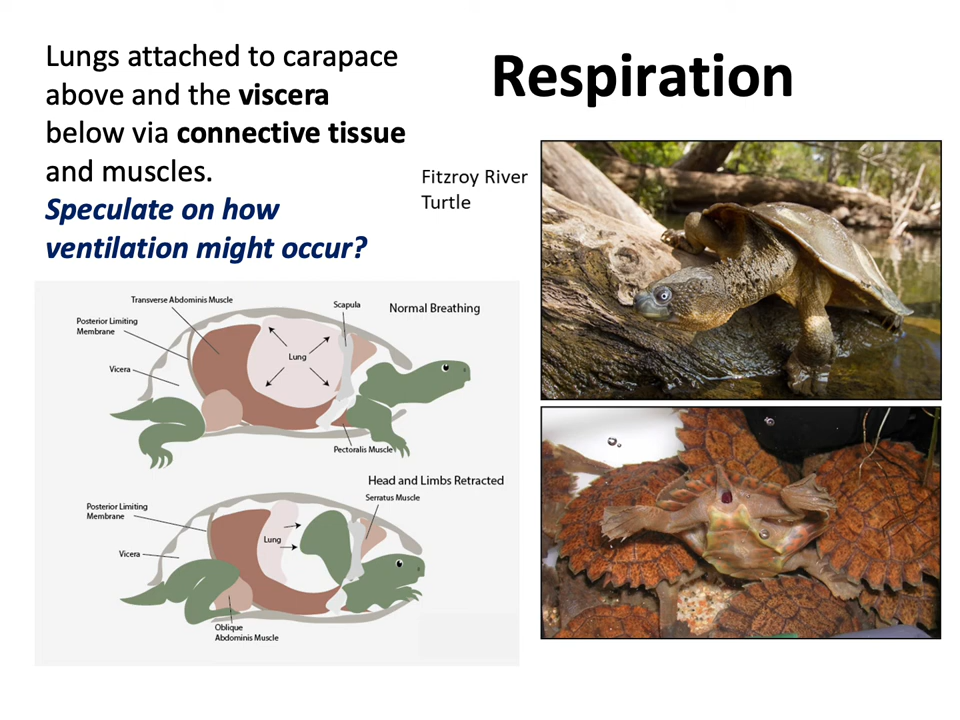 Lungs attached to carapace
above and the viscera
below via connective tissue
and muscles.
Speculate on how
ventilation might occur?
Respiration
Fitzroy River
Turtle
Transverse Abdominis Muscle
Scapula
Normal Breathing
Posterior Limiting
Membrane
Lung
Vicera
Pectoralis Muscle
Head and Limbs Retracted
Serratus Muscle
Posterior Limiting
Membrane
Lung
Vicera
Oblique
Abdominis Muscle